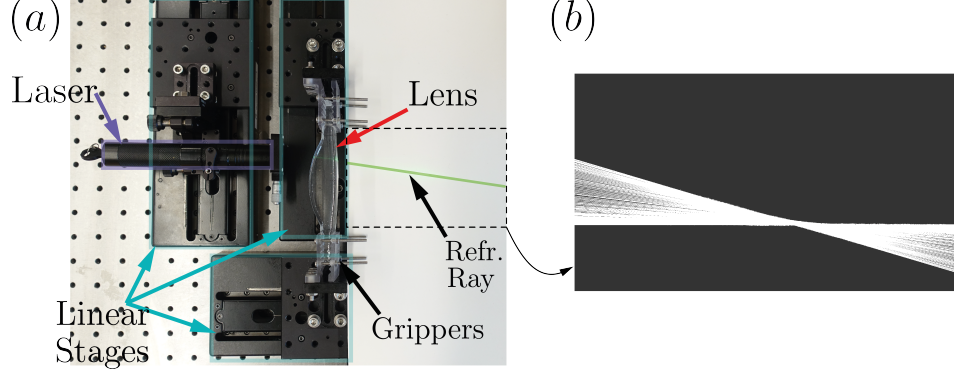 (a)
Laser
Lens
Refr.
Ray
Grippers
Linear
Stages
(b)